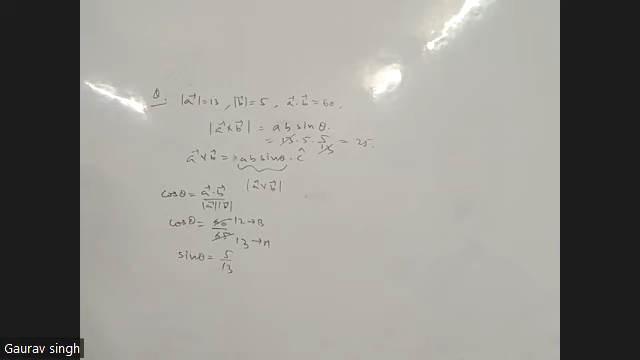 Q. |a⃗|=13, |b⃗|=5, a⃗·b⃗=60.
|a⃗×b⃗| = ab sinθ.
= 13·5·5/13 = 25.
a⃗×b⃗ = ab sinθ·ĉ
|a⃗×b⃗|
cosθ = a⃗·b⃗/|a⃗||b⃗|
cosθ = 60/65 12→B
13→H
sinθ = 5/13
Gaurav singh